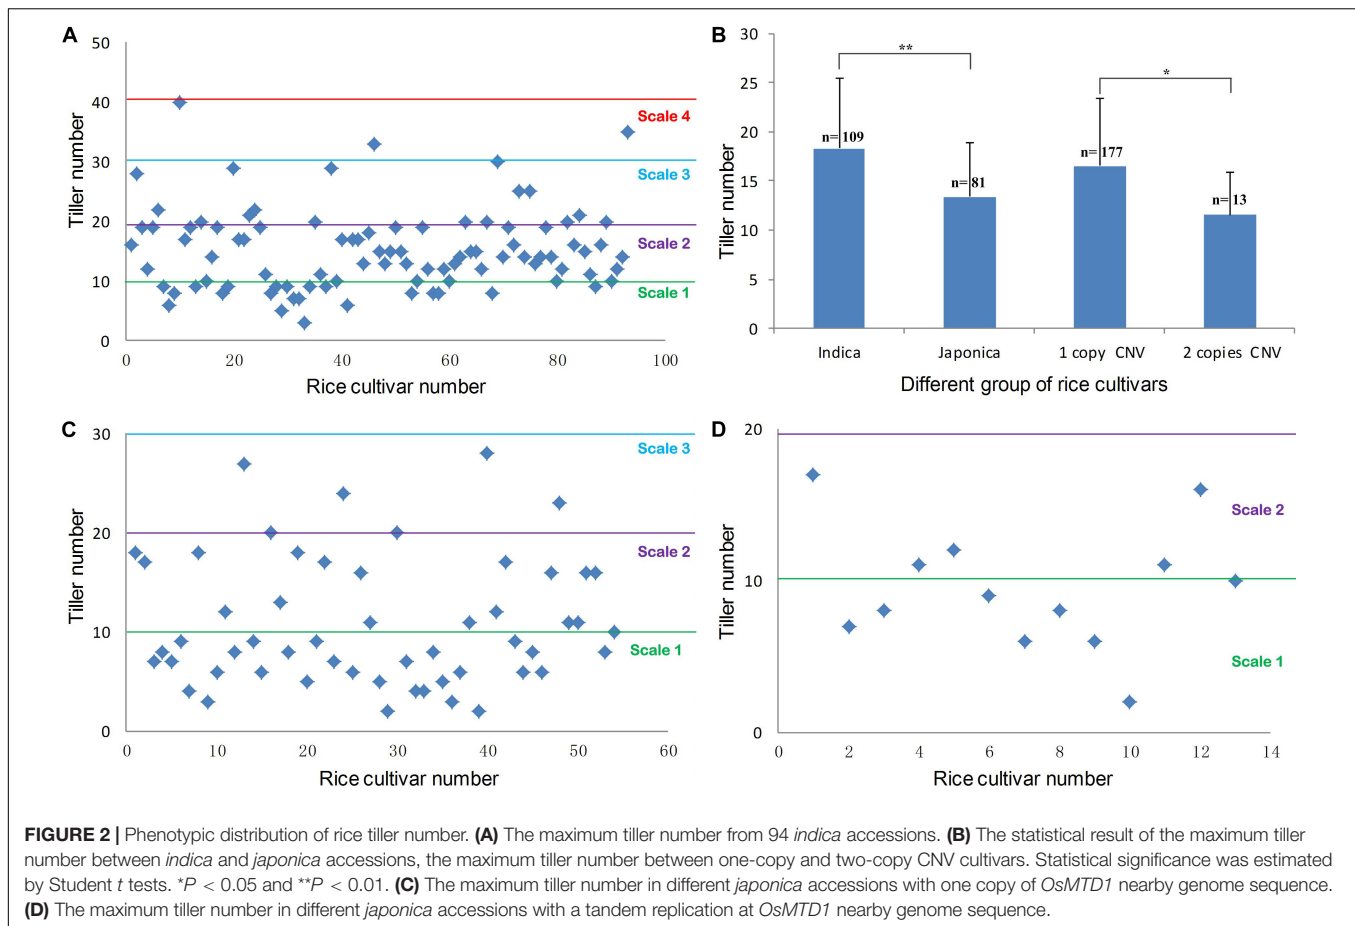 A
50
40
30
20
10
0
Tiller number
Scale 4
Scale 3
Scale 2
Scale 1
0 20 40 60 80 100
Rice cultivar number
B
30
25
20
15
10
5
0
Tiller number
**
*
n= 109
n= 81
n= 177
n= 13
Indica Japonica 1 copy CNV 2 copies CNV
Different group of rice cultivars
C
30
20
10
0
Tiller number
Scale 3
Scale 2
Scale 1
0 10 20 30 40 50 60
Rice cultivar number
D
20
10
0
Tiller number
Scale 2
Scale 1
0 2 4 6 8 10 12 14
Rice cultivar number
FIGURE 2 | Phenotypic distribution of rice tiller number. (A) The maximum tiller number from 94 indica accessions. (B) The statistical result of the maximum tiller
number between indica and japonica accessions, the maximum tiller number between one-copy and two-copy CNV cultivars. Statistical significance was estimated
by Student t tests. *P < 0.05 and **P < 0.01. (C) The maximum tiller number in different japonica accessions with one copy of OsMTD1 nearby genome sequence.
(D) The maximum tiller number in different japonica accessions with a tandem replication at OsMTD1 nearby genome sequence.